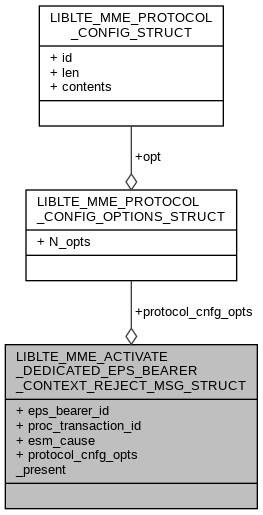 LIBLTE_MME_PROTOCOL
_CONFIG_STRUCT
+ id
+ len
+ contents
+opt
LIBLTE_MME_PROTOCOL
_CONFIG_OPTIONS_STRUCT
+ N_opts
+protocol_cnfg_opts
LIBLTE_MME_ACTIVATE
_DEDICATED_EPS_BEARER
_CONTEXT_REJECT_MSG_STRUCT
+ eps_bearer_id
+ proc_transaction_id
+ esm_cause
+ protocol_cnfg_opts
_present